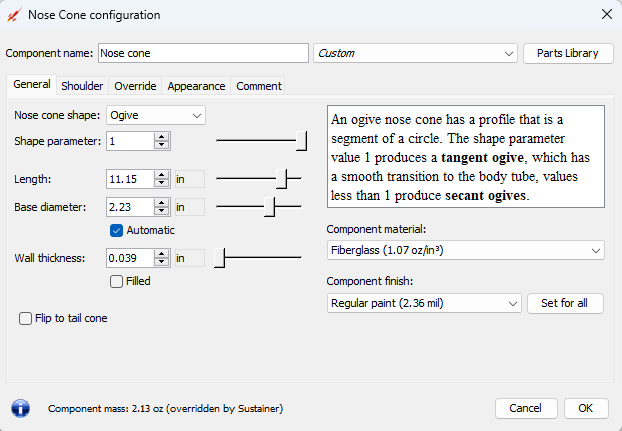 Nose Cone configuration
Component name: Nose cone Custom Parts Library
General Shoulder Override Appearance Comment
Nose cone shape: Ogive
Shape parameter: 1
Length: 11.15 in
Base diameter: 2.23 in
Automatic
Wall thickness: 0.039 in
Filled
Flip to tail cone
An ogive nose cone has a profile that is a
segment of a circle. The shape parameter
value 1 produces a tangent ogive, which has
a smooth transition to the body tube, values
less than 1 produce secant ogives.
Component material:
Fiberglass (1.07 oz/in³)
Component finish:
Regular paint (2.36 mil) Set for all
Component mass: 2.13 oz (overridden by Sustainer) Cancel OK